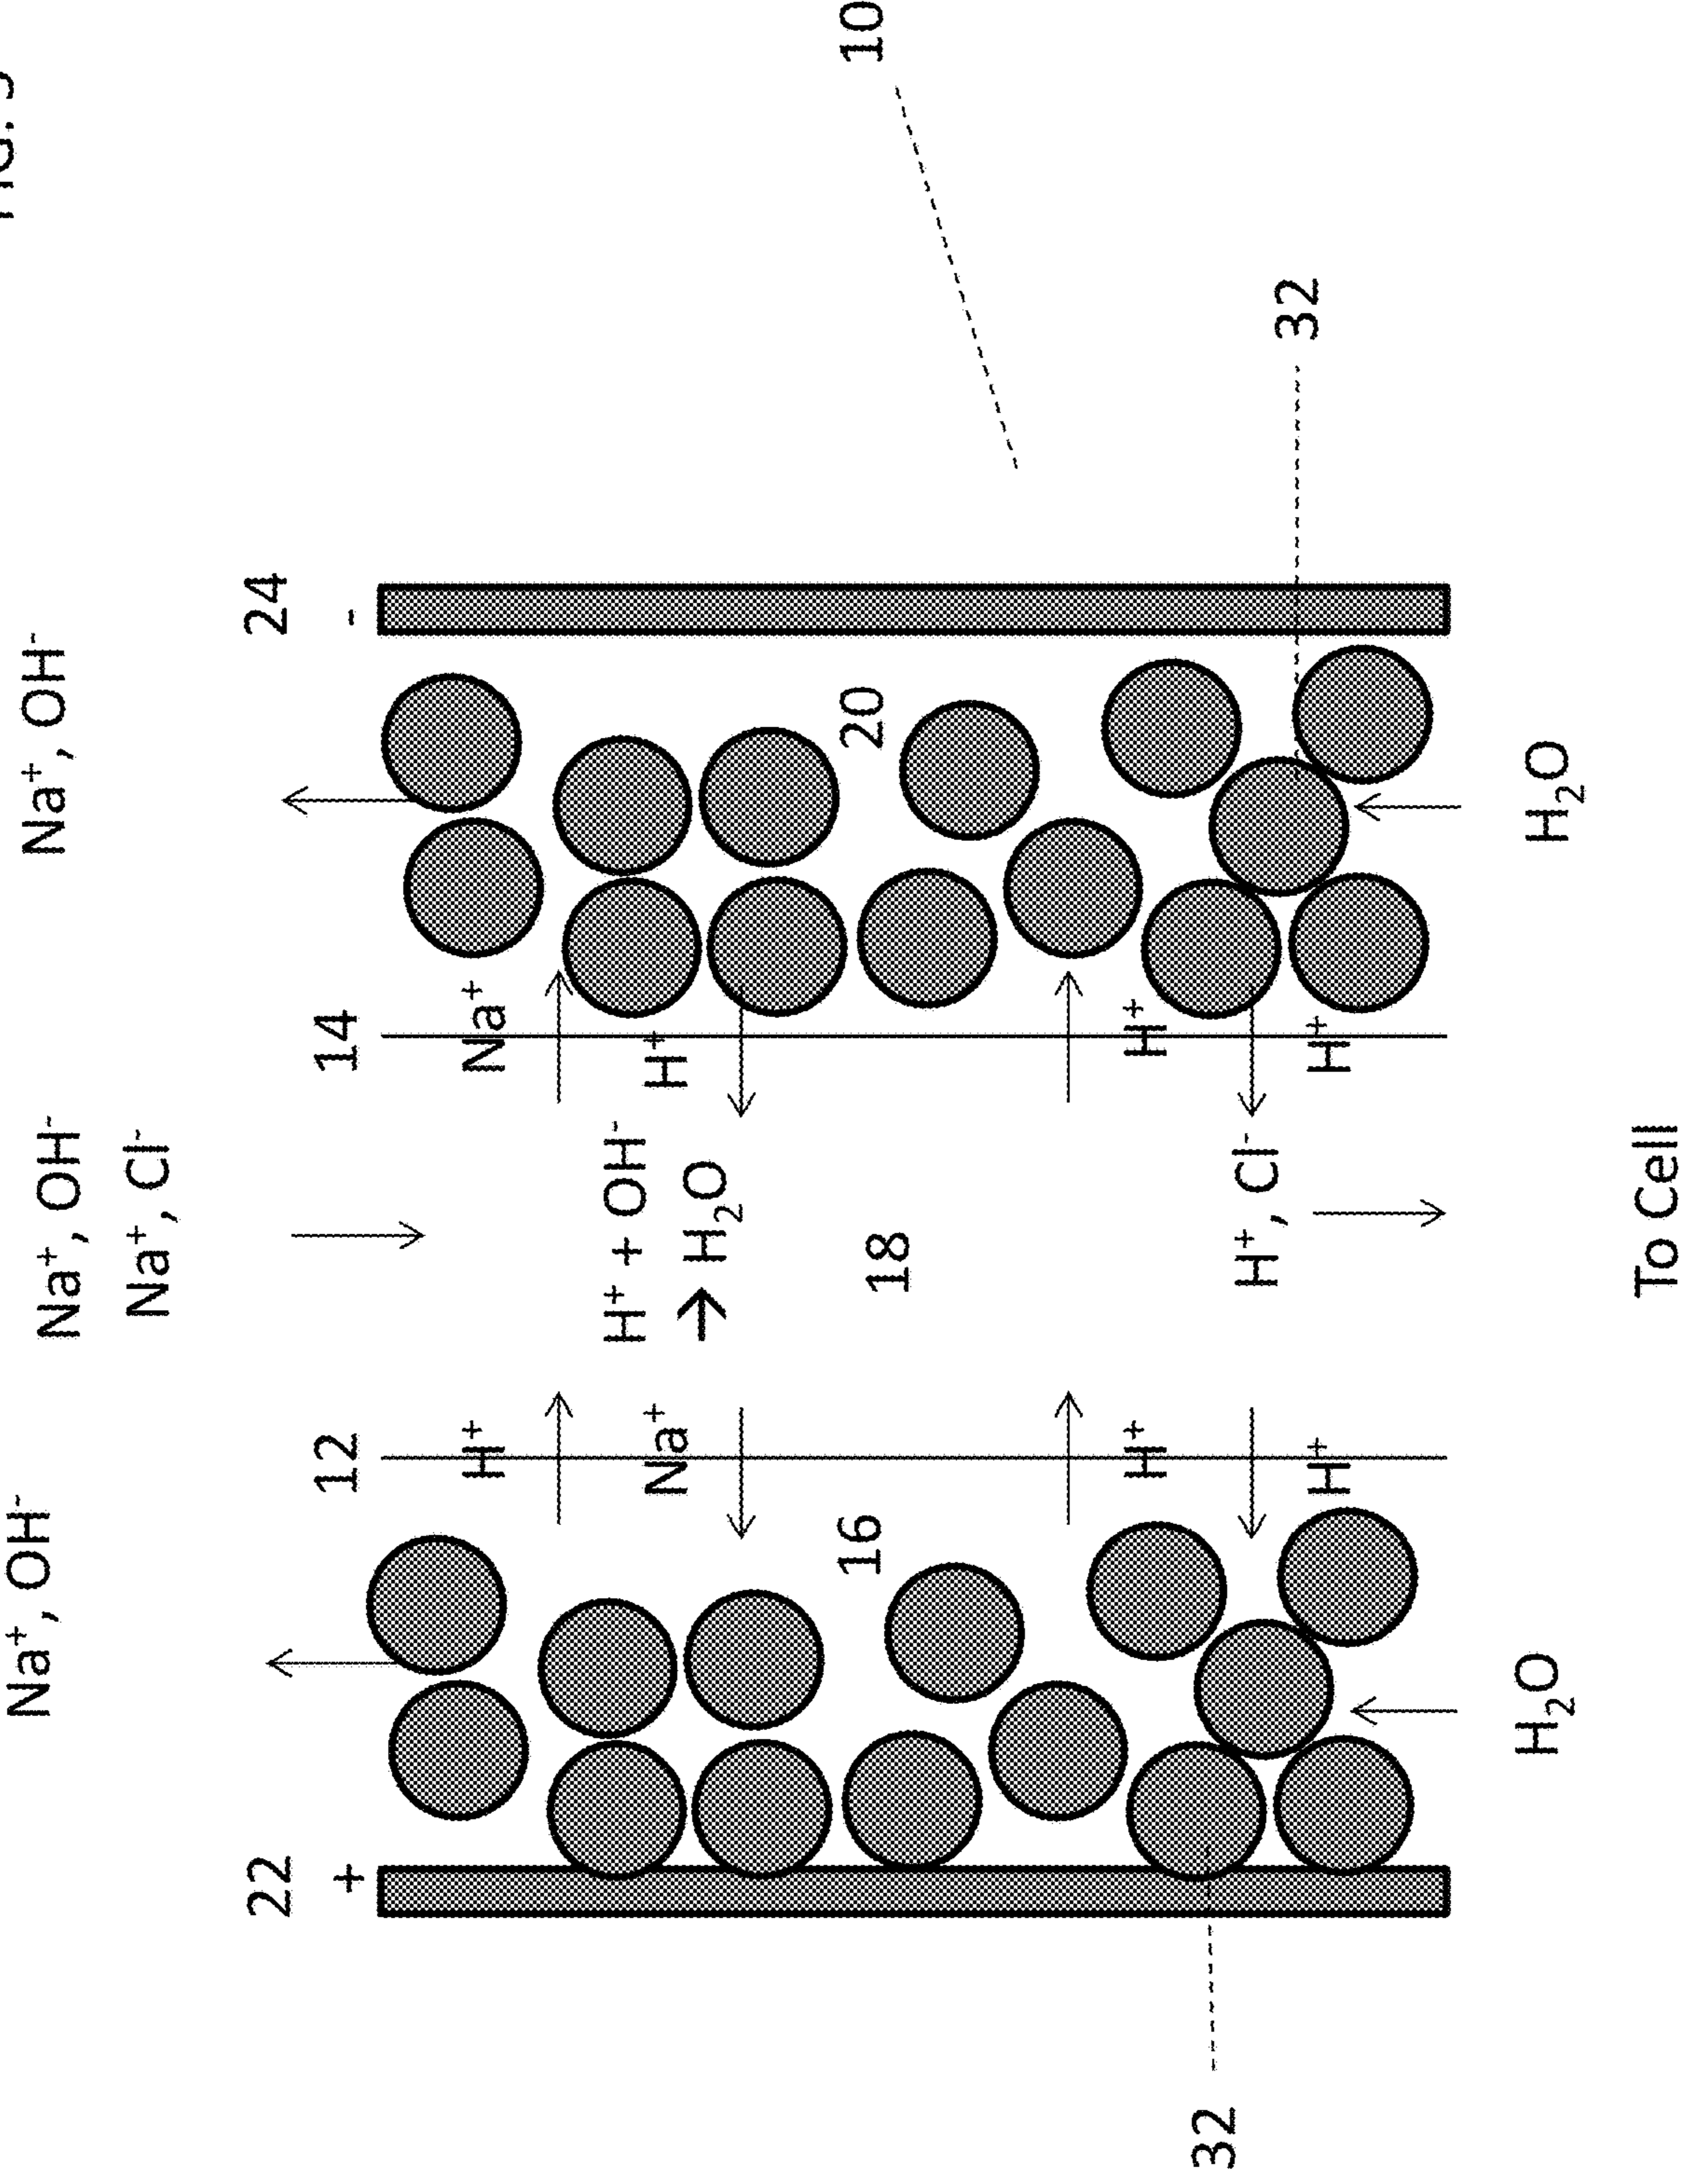 FIG.
Na⁺, OH⁻
Na⁺, OH⁻
Na⁺, OH⁻
Na⁺, Cl⁻
22
24
12
14
+
-
H⁺
Na⁺
H⁺ + OH⁻
Na⁺
H⁺
→ H₂O
16
20
10
18
H⁺
H⁺
32
H⁺, Cl⁻
32
H⁺
H⁺
H₂O
H₂O
To Cell